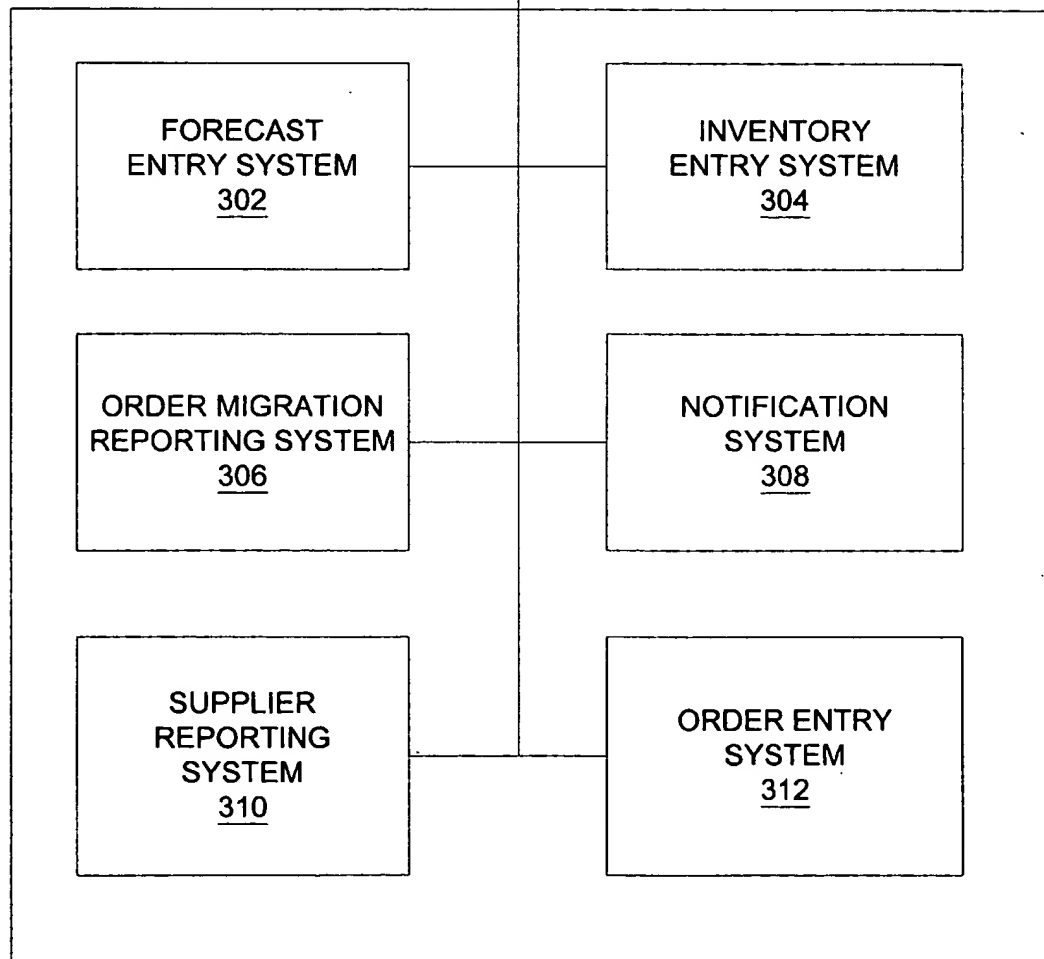 FORECAST
ENTRY SYSTEM
302
INVENTORY
ENTRY SYSTEM
304
ORDER MIGRATION
REPORTING SYSTEM
306
NOTIFICATION
SYSTEM
308
SUPPLIER
REPORTING
SYSTEM
310
ORDER ENTRY
SYSTEM
312